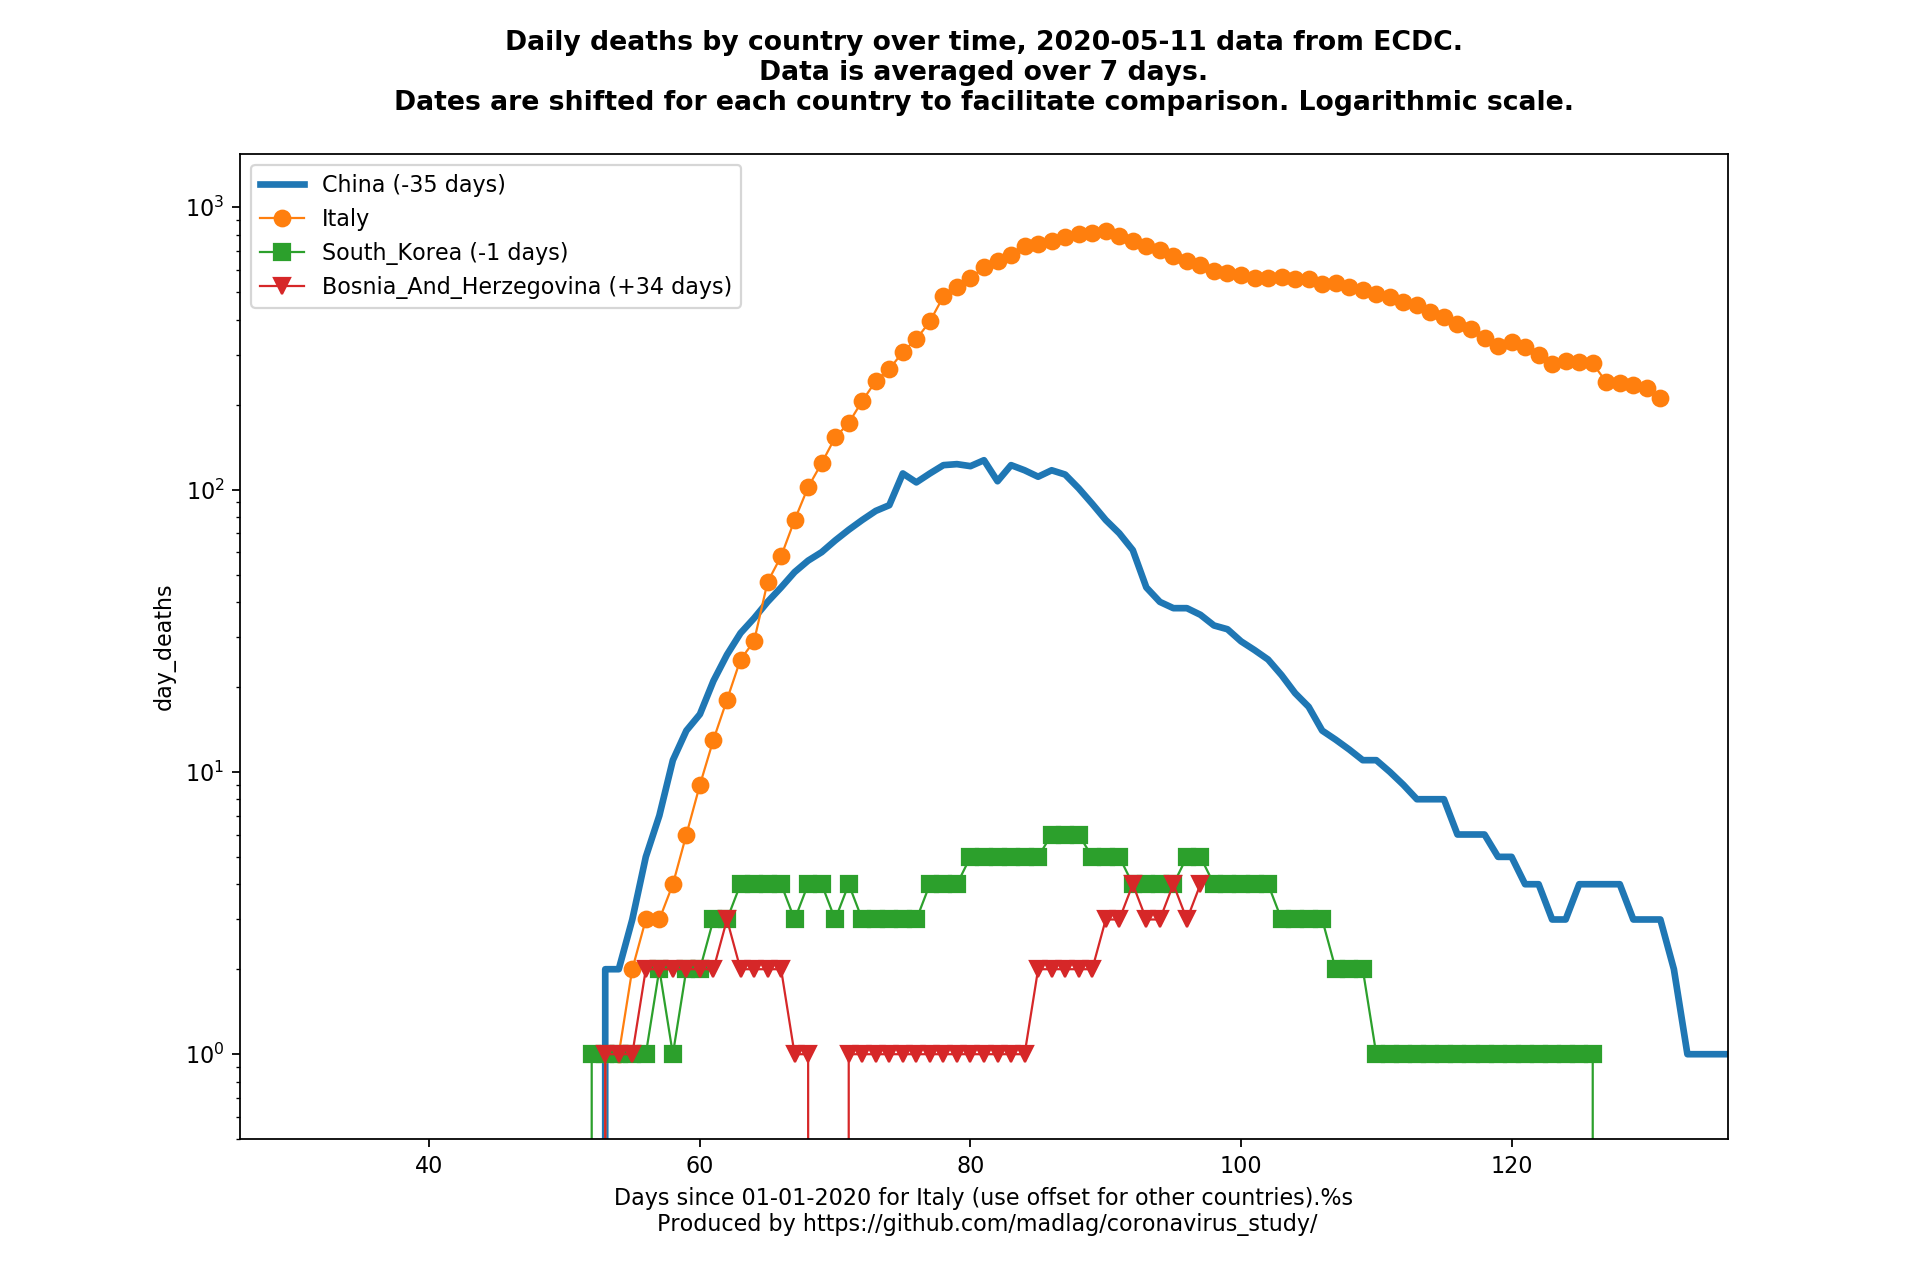 Daily deaths by country over time, 2020-05-11 data from ECDC.
Data is averaged over 7 days.
Dates are shifted for each country to facilitate comparison. Logarithmic scale.
China (-35 days)
Italy
South_Korea (-1 days)
Bosnia_And_Herzegovina (+34 days)
10³
10²
10¹
10⁰
day_deaths
40 60 80 100 120
Days since 01-01-2020 for Italy (use offset for other countries).%s
Produced by https://github.com/madlag/coronavirus_study/